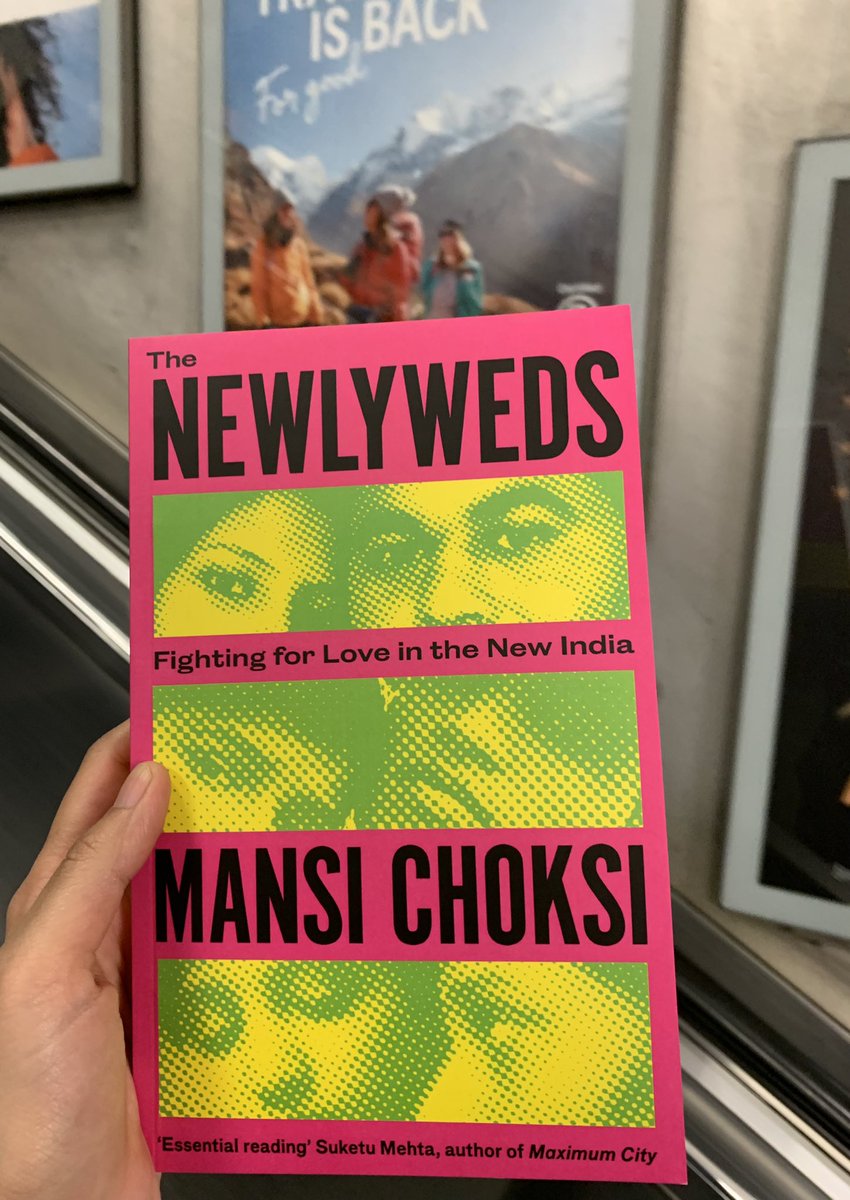 IS BACK
For good
The
NEWLYWEDS
Fighting for Love in the New India
MANSI CHOKSI
'Essential reading' Suketu Mehta, author of Maximum City